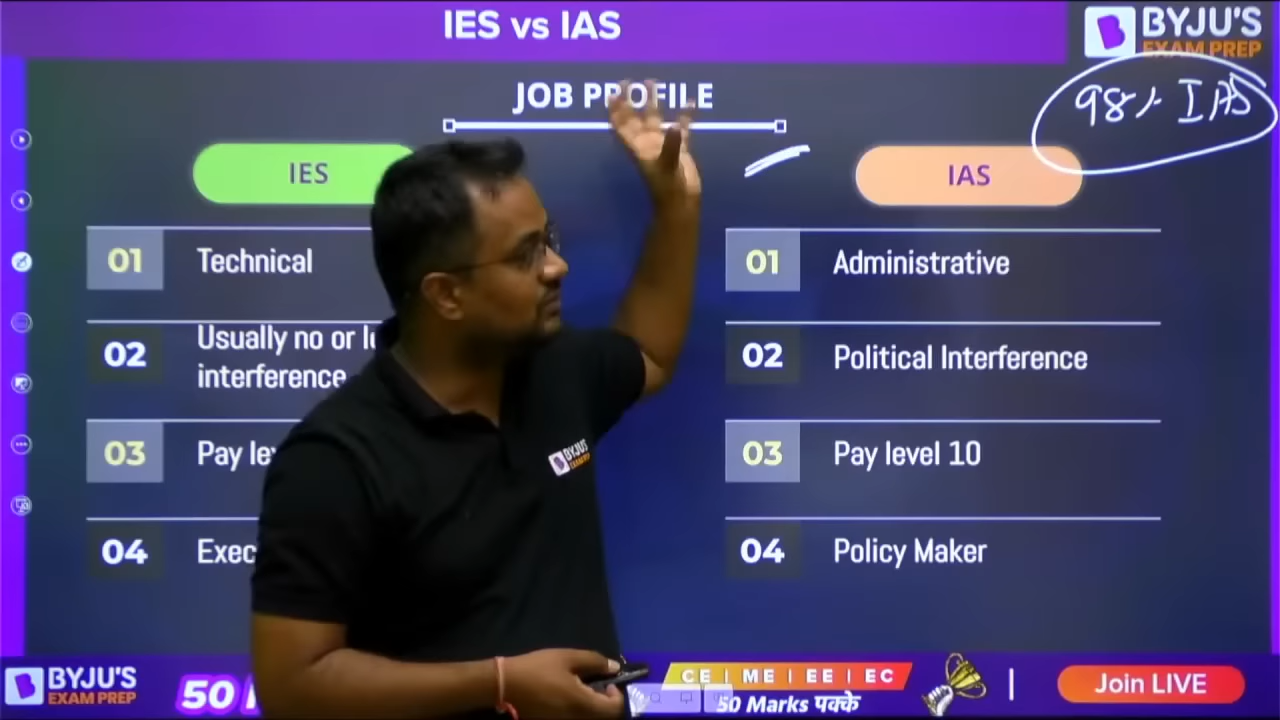 IES vs IAS
BYJU'S
EXAM PREP
JOB PROFILE
98% IAS
IES
IAS
01 Technical
01 Administrative
02 Usually no or
interference
02 Political Interference
03 Pay
03 Pay level 10
04
04 Policy Maker
BYJU'S
EXAM PREP
BYJU'S
EXAM PREP
50
CE | ME | EE | EC
50 Marks पक्के
Join LIVE